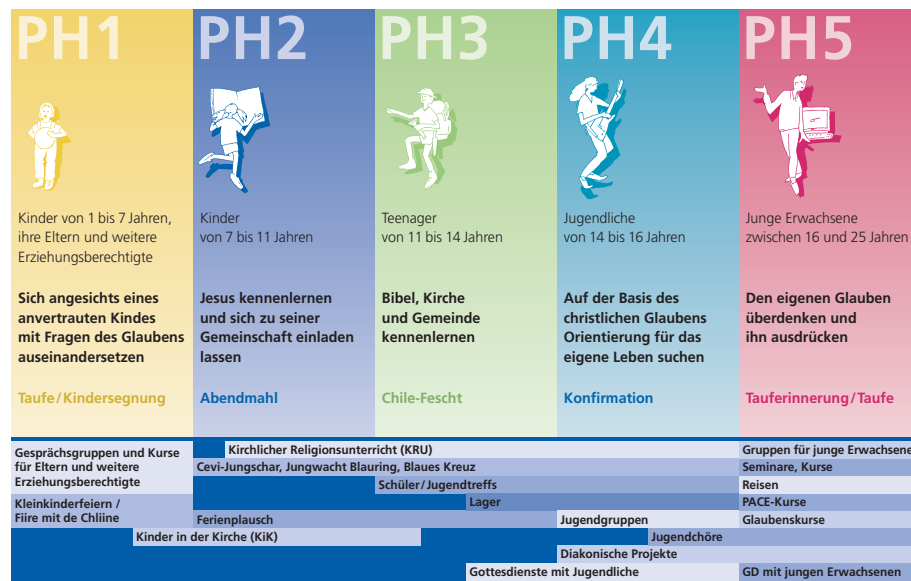 PH1
Kinder von 1 bis 7 Jahren,
ihre Eltern und weitere
Erziehungsberechtigte
Sich angesichts eines
anvertrauten Kindes
mit Fragen des Glaubens
auseinandersetzen
Taufe/Kindersegnung
PH2
Kinder
von 7 bis 11 Jahren
Jesus kennenlernen
und sich zu seiner
Gemeinschaft einladen
lassen
Abendmahl
PH3
Teenager
von 11 bis 14 Jahren
Bibel, Kirche
und Gemeinde
kennenlernen
Chile-Fescht
PH4
Jugendliche
von 14 bis 16 Jahren
Auf der Basis des
christlichen Glaubens
Orientierung für das
eigene Leben suchen
Konfirmation
PH5
Junge Erwachsene
zwischen 16 und 25 Jahren
Den eigenen Glauben
überdenken und
ihn ausdrücken
Tauferinnerung/Taufe
Gesprächsgruppen und Kurse
für Eltern und weitere
Erziehungsberechtigte
Kleinkinderfeiern /
Fiire mit de Chliine
Kirchlicher Religionsunterricht (KRU)
Cevi-Jungschar, Jungwacht Blauring, Blaues Kreuz
Schüler/Jugendtreffs
Lager
Ferienplausch
Jugendgruppen
Kinder in der Kirche (KiK)
Jugendchöre
Diakonische Projekte
Gottesdienste mit Jugendliche
Gruppen für junge Erwachsene
Seminare, Kurse
Reisen
PACE-Kurse
Glaubenskurse
GD mit jungen Erwachsenen